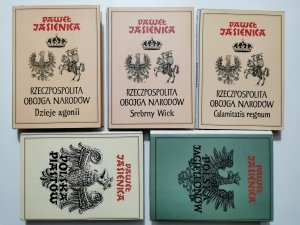 PAWEŁ
JASIENICA
RZECZPOSPOLITA
OBOJGA NARODÓW
Dzieje agonii
PAWEŁ
JASIENICA
RZECZPOSPOLITA
OBOJGA NARODÓW
Srebrny Wiek
PAWEŁ
JASIENICA
RZECZPOSPOLITA
OBOJGA NARODÓW
Calamitatis regnum
PAWEŁ
JASIENICA
POLSKA
PIASTÓW
PAWEŁ
JASIENICA
POLSKA
JAGIELLONÓW